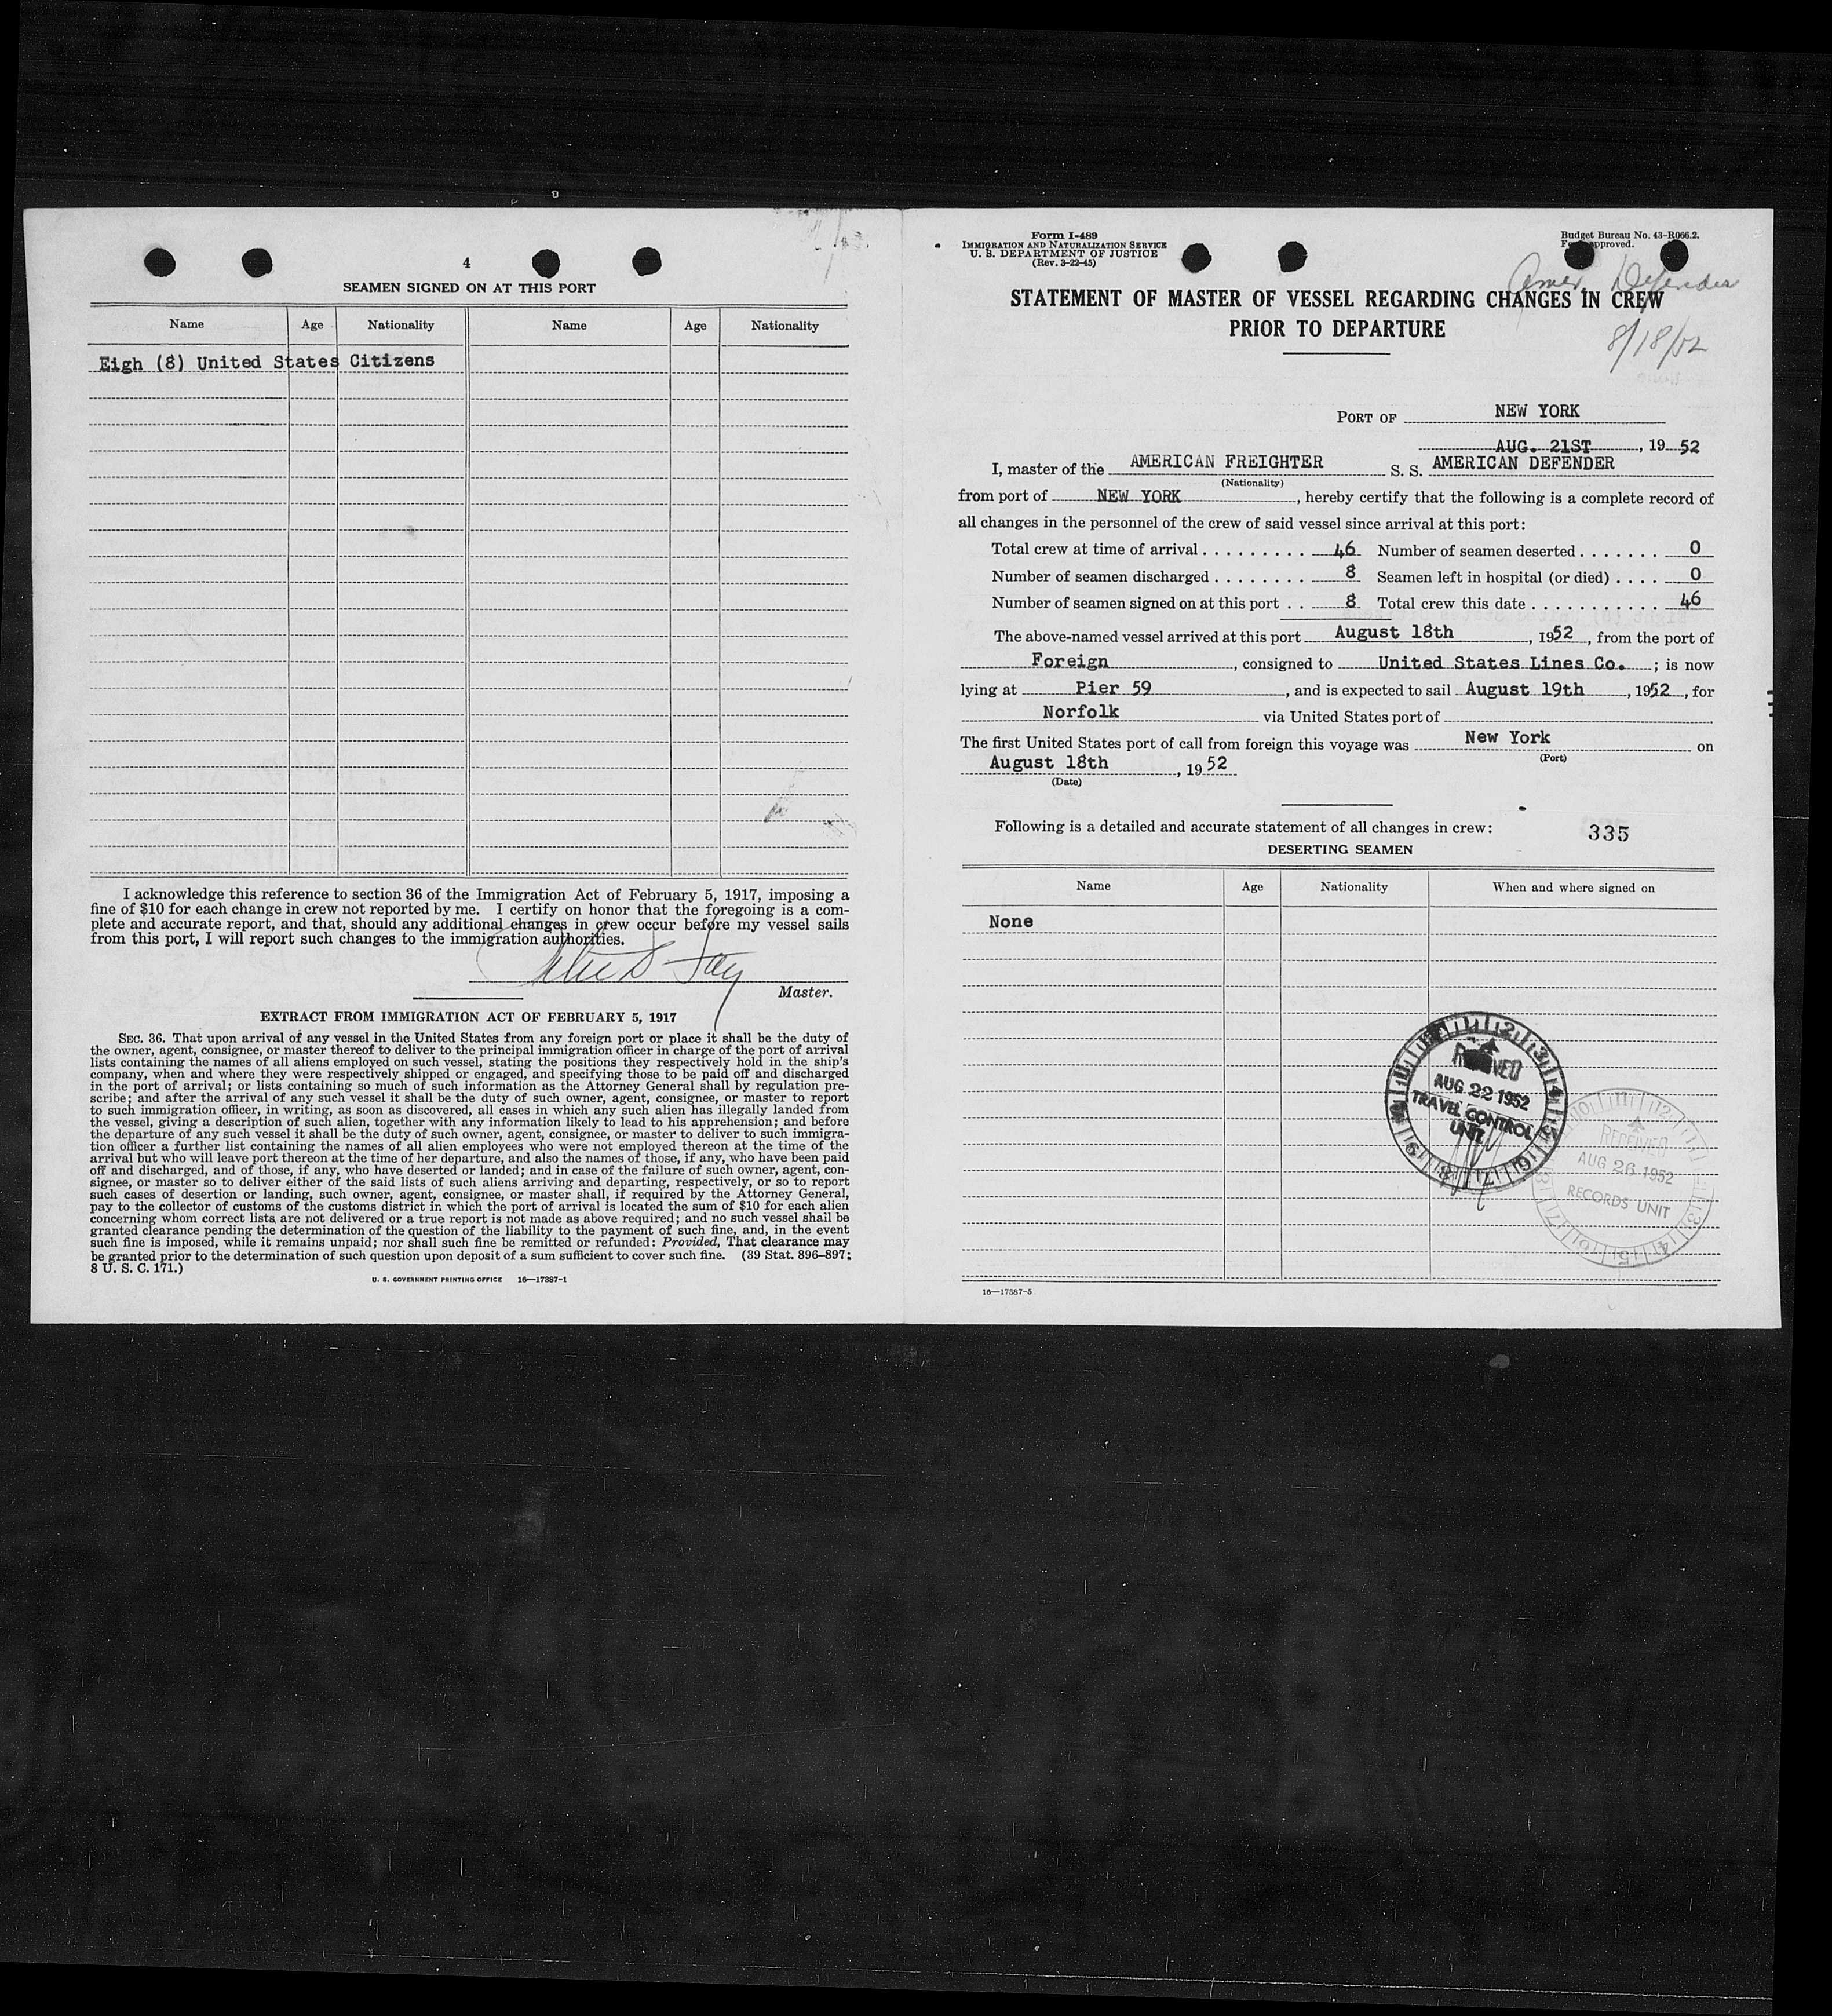 4
SEAMEN SIGNED ON AT THIS PORT
Name Age Nationality Name Age Nationality
Eigh (8) United States Citizens
I acknowledge this reference to section 36 of the Immigration Act of February 5, 1917, imposing a
fine of $10 for each change in crew not reported by me. I certify on honor that the foregoing is a com-
plete and accurate report, and that, should any additional changes in crew occur before my vessel sails
from this port, I will report such changes to the immigration authorities.
Master.
EXTRACT FROM IMMIGRATION ACT OF FEBRUARY 5, 1917
SEC. 36. That upon arrival of any vessel in the United States from any foreign port or place it shall be the duty of
the owner, agent, consignee, or master thereof to deliver to the principal immigration officer in charge of the port of arrival
lists containing the names of all aliens employed on such vessel, stating the positions they respectively hold in the ship's
company, when and where they were respectively shipped or engaged, and specifying those to be paid off and discharged
in the port of arrival; or lists containing so much of such information as the Attorney General shall by regulation pre-
scribe; and after the arrival of any such vessel it shall be the duty of such owner, agent, consignee, or master to report
to such immigration officer, in writing, as soon as discovered, all cases in which any such alien has illegally landed from
the vessel, giving a description of such alien, together with any information likely to lead to his apprehension; and before
the departure of any such vessel it shall be the duty of such owner, agent, consignee, or master to deliver to such immigra-
tion officer a further list containing the names of all alien employees who were not employed thereon at the time of the
arrival but who will leave port thereon at the time of her departure, and also the names of those, if any, who have been paid
off and discharged, and of those, if any, who have deserted or landed; and in case of the failure of such owner, agent, con-
signee, or master so to deliver either of the said lists of such aliens arriving and departing, respectively, or so to report
such cases of desertion or landing, such owner, agent, consignee, or master shall, if required by the Attorney General,
pay to the collector of customs of the customs district in which the port of arrival is located the sum of $10 for each alien
concerning whom correct lists are not delivered or a true report is not made as above required; and no such vessel shall be
granted clearance pending the determination of the question of the liability to the payment of such fine, and, in the event
such fine is imposed, while it remains unpaid; nor shall such fine be remitted or refunded: Provided, That clearance may
be granted prior to the determination of such question upon deposit of a sum sufficient to cover such fine. (39 Stat. 896-897;
8 U. S. C. 171.)
U. S. GOVERNMENT PRINTING OFFICE 16—17387-1
Form I-489
IMMIGRATION AND NATURALIZATION SERVICE
U. S. DEPARTMENT OF JUSTICE
(Rev. 3-22-45)
Budget Bureau No. 43-R066.2.
approved.
Amer. Defender
STATEMENT OF MASTER OF VESSEL REGARDING CHANGES IN CREW
PRIOR TO DEPARTURE
8/18/52
PORT OF NEW YORK
AUG. 21ST, 19 52
I, master of the AMERICAN FREIGHTER S. S. AMERICAN DEFENDER
(Nationality)
from port of NEW YORK, hereby certify that the following is a complete record of
all changes in the personnel of the crew of said vessel since arrival at this port:
Total crew at time of arrival ......... 46 Number of seamen deserted ....... 0
Number of seamen discharged ........ 8 Seamen left in hospital (or died) .... 0
Number of seamen signed on at this port .. 8 Total crew this date ........... 46
The above-named vessel arrived at this port August 18th, 1952, from the port of
Foreign, consigned to United States Lines Co.; is now
lying at Pier 59, and is expected to sail August 19th, 1952, for
Norfolk via United States port of
The first United States port of call from foreign this voyage was New York on
(Port)
August 18th, 19 52
(Date)
Following is a detailed and accurate statement of all changes in crew: 335
DESERTING SEAMEN
Name Age Nationality When and where signed on
None
RECEIVED
AUG 22 1952
TRAVEL CONTROL
UNIT
RECEIVED
AUG 26 1952
RECORDS UNIT
16—17387-5